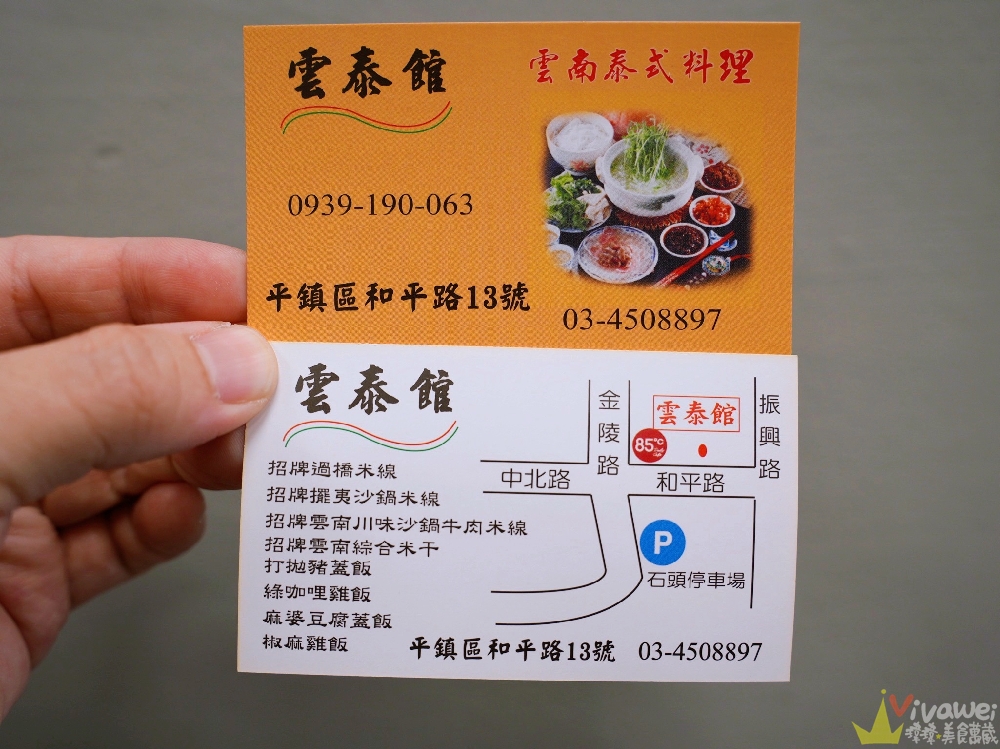 雲泰館
雲南泰式料理
0939-190-063
平鎮區和平路13號
03-4508897
雲泰館
招牌過橋米線
招牌擺夷沙鍋米線
招牌雲南川味沙鍋牛肉米線
招牌雲南綜合米干
打拋豬蓋飯
綠咖哩雞飯
麻婆豆腐蓋飯
椒麻雞飯
金陵路
雲泰館
振興路
85°C
中北路
和平路
P
石頭停車場
平鎮區和平路13號
03-4508897
Vivawei